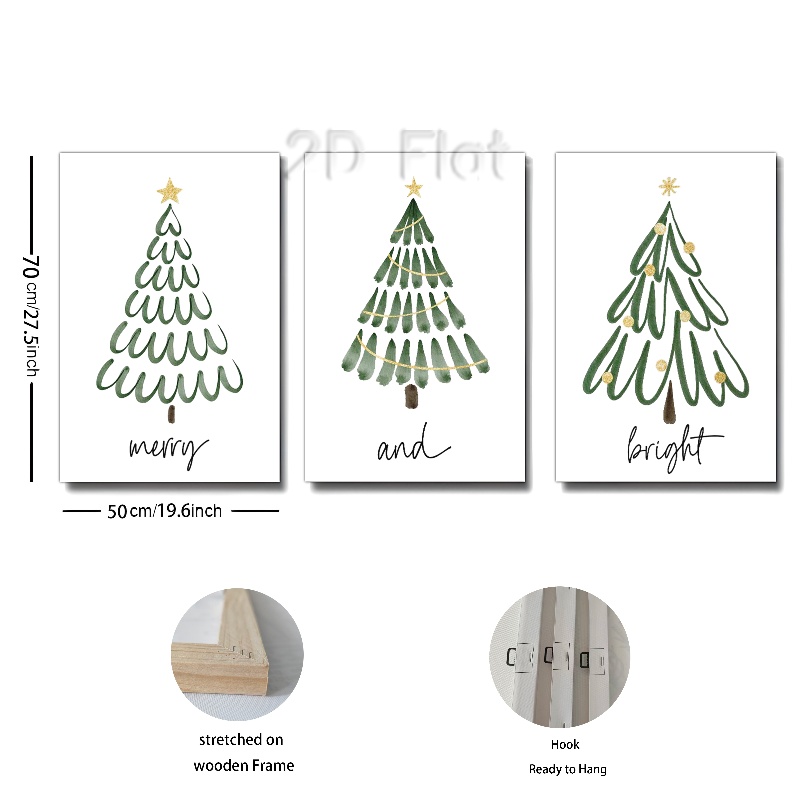 2D Flat
merry
and
bright
70 cm/27.5inch
50cm/19.6inch
stretched on
wooden Frame
Hook
Ready to Hang